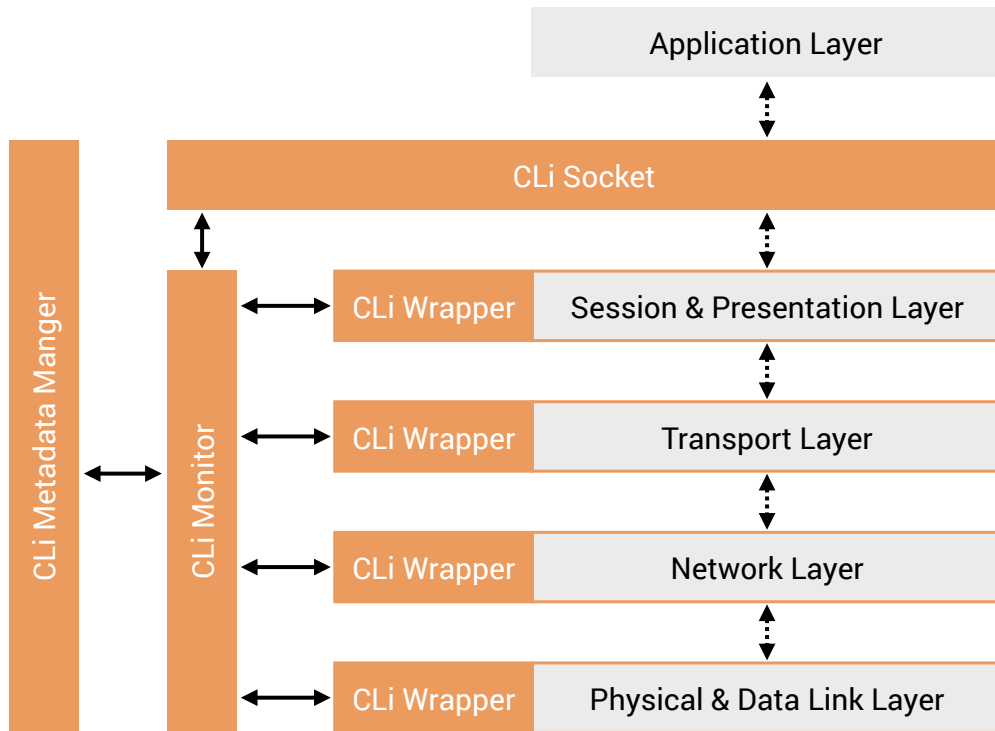 Application Layer
CLi Socket
CLi Metadata Manger
CLi Monitor
CLi Wrapper
Session & Presentation Layer
CLi Wrapper
Transport Layer
CLi Wrapper
Network Layer
CLi Wrapper
Physical & Data Link Layer